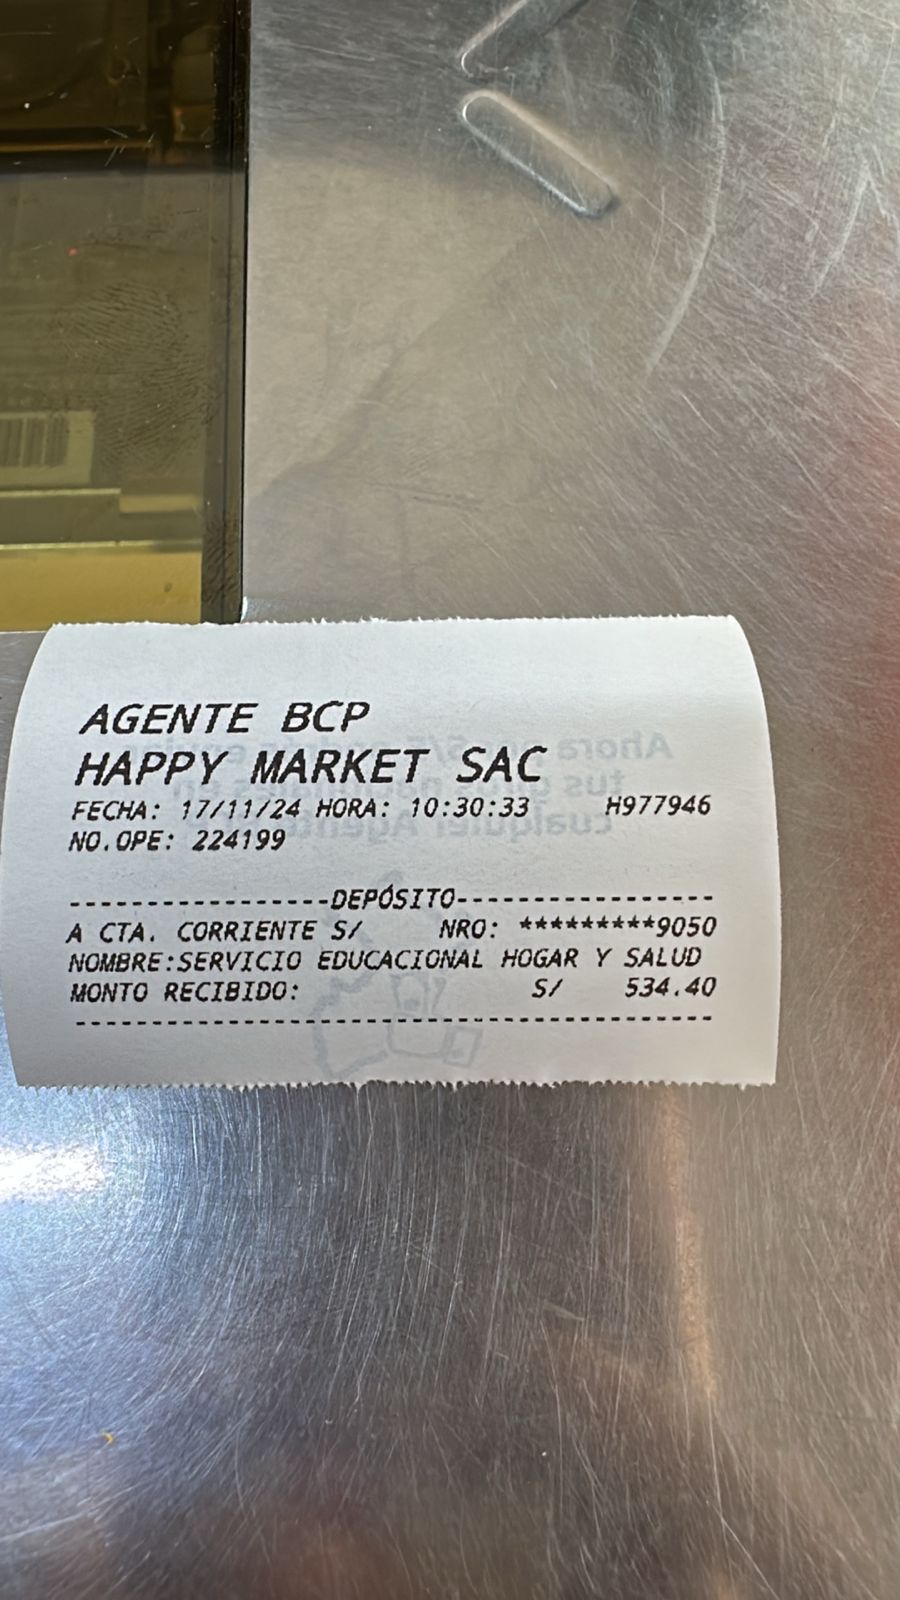 AGENTE BCP
HAPPY MARKET SAC
FECHA: 17/11/24 HORA: 10:30:33 H977946
NO.OPE: 224199
-----------------DEPÓSITO-----------------
A CTA. CORRIENTE S/ NRO: *********9050
NOMBRE:SERVICIO EDUCACIONAL HOGAR Y SALUD
MONTO RECIBIDO: S/ 534.40
------------------------------------------